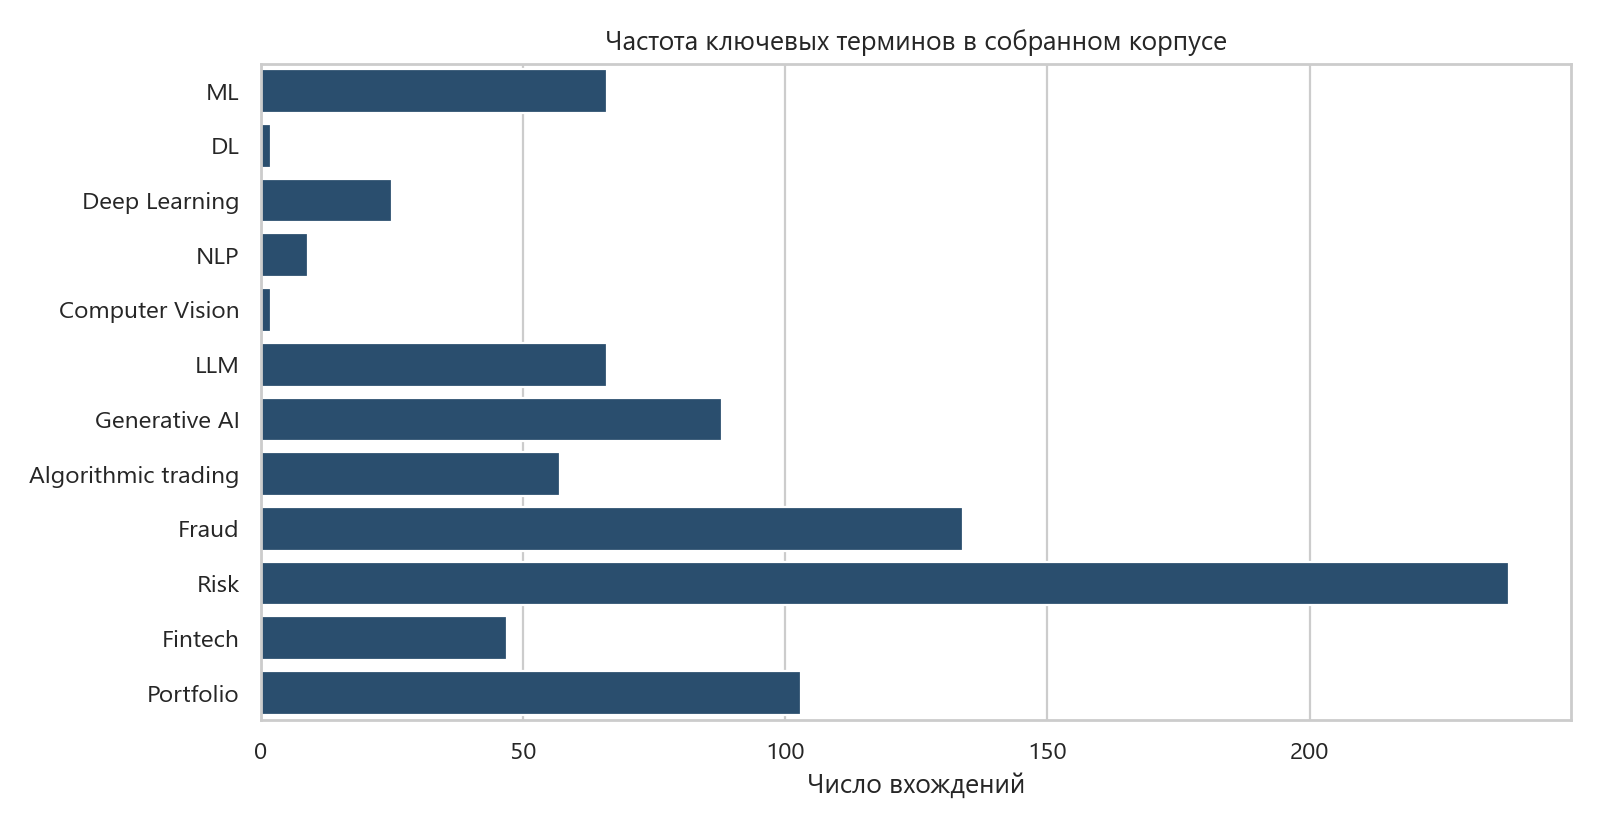 Частота ключевых терминов в собранном корпусе
ML
DL
Deep Learning
NLP
Computer Vision
LLM
Generative AI
Algorithmic trading
Fraud
Risk
Fintech
Portfolio
0 50 100 150 200
Число вхождений